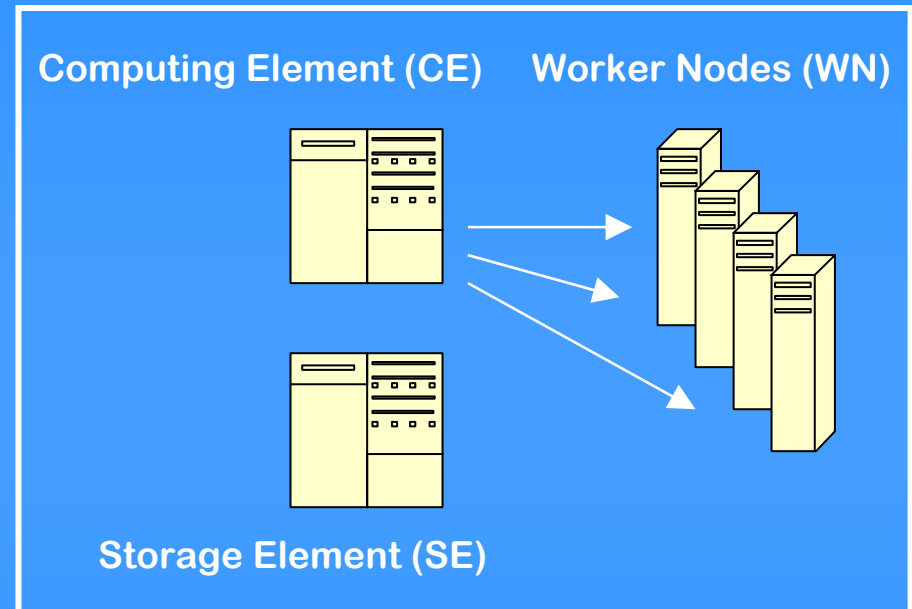 Computing Element (CE)
Worker Nodes (WN)
Storage Element (SE)